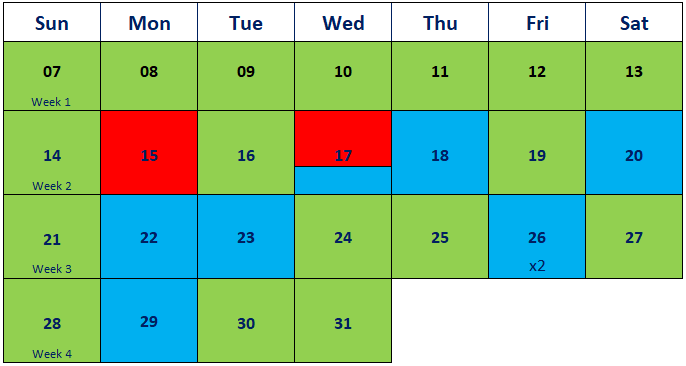 Sun Mon Tue Wed Thu Fri Sat
07 08 09 10 11 12 13
Week 1
14 15 16 17 18 19 20
Week 2
21 22 23 24 25 26 27
Week 3 x2
28 29 30 31
Week 4